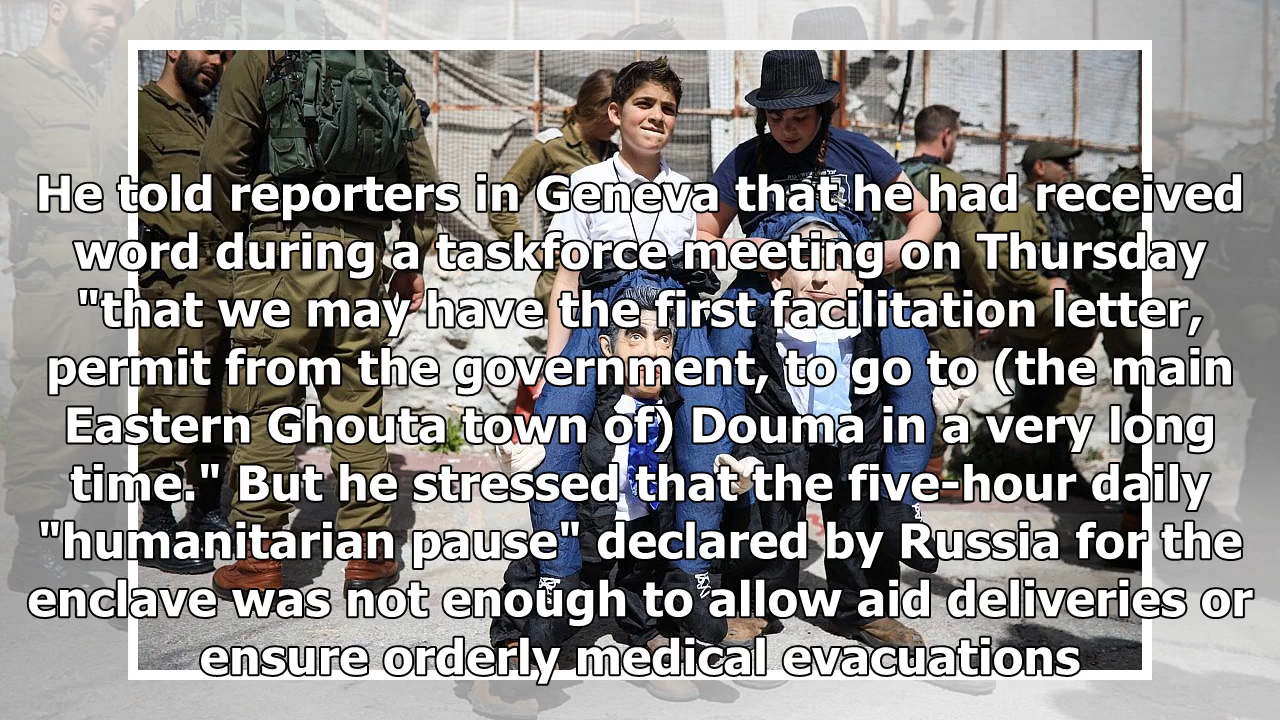 He told reporters in Geneva that he had received
word during a taskforce meeting on Thursday
"that we may have the first facilitation letter,
permit from the government, to go to (the main
Eastern Ghouta town of) Douma in a very long
time." But he stressed that the five-hour daily
"humanitarian pause" declared by Russia for the
enclave was not enough to allow aid deliveries or
ensure orderly medical evacuations